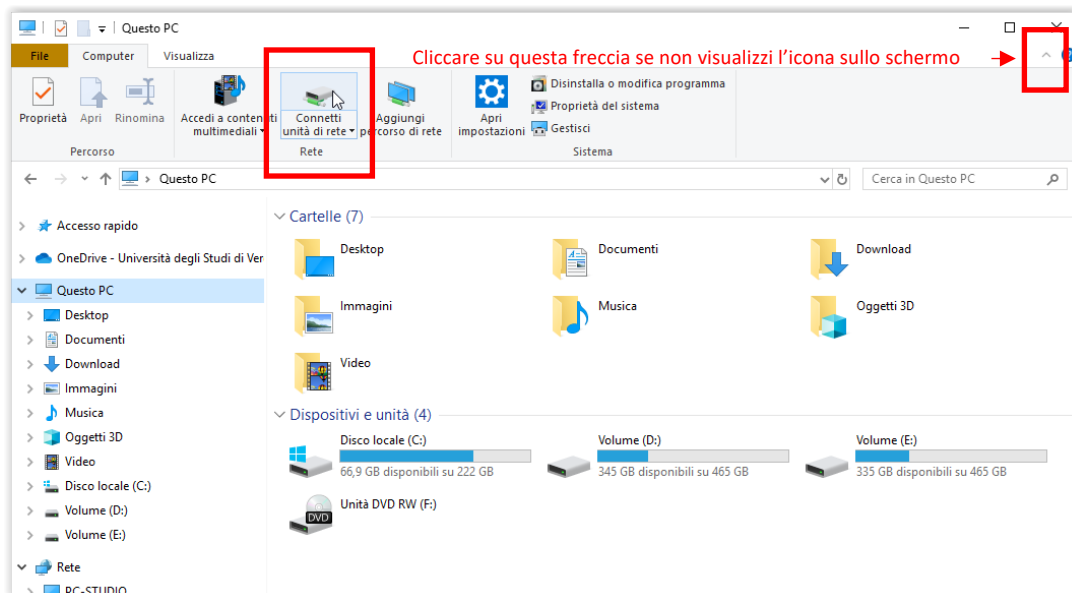 Questo PC
File Computer Visualizza
Cliccare su questa freccia se non visualizzi l’icona sullo schermo
Proprietà Apri Rinomina
Accedi a contenuti
multimediali
Connetti
unità di rete
Aggiungi
percorso di rete
Apri
impostazioni
Disinstalla o modifica programma
Proprietà del sistema
Gestisci
Percorso Rete Sistema
Questo PC
Cerca in Questo PC
Accesso rapido
OneDrive - Università degli Studi di Ver
Questo PC
Desktop
Documenti
Download
Immagini
Musica
Oggetti 3D
Video
Disco locale (C:)
Volume (D:)
Volume (E:)
Rete
PC-STUDIO
Cartelle (7)
Desktop
Documenti
Download
Immagini
Musica
Oggetti 3D
Video
Dispositivi e unità (4)
Disco locale (C:)
66,9 GB disponibili su 222 GB
Volume (D:)
345 GB disponibili su 465 GB
Volume (E:)
335 GB disponibili su 465 GB
Unità DVD RW (F:)
DVD